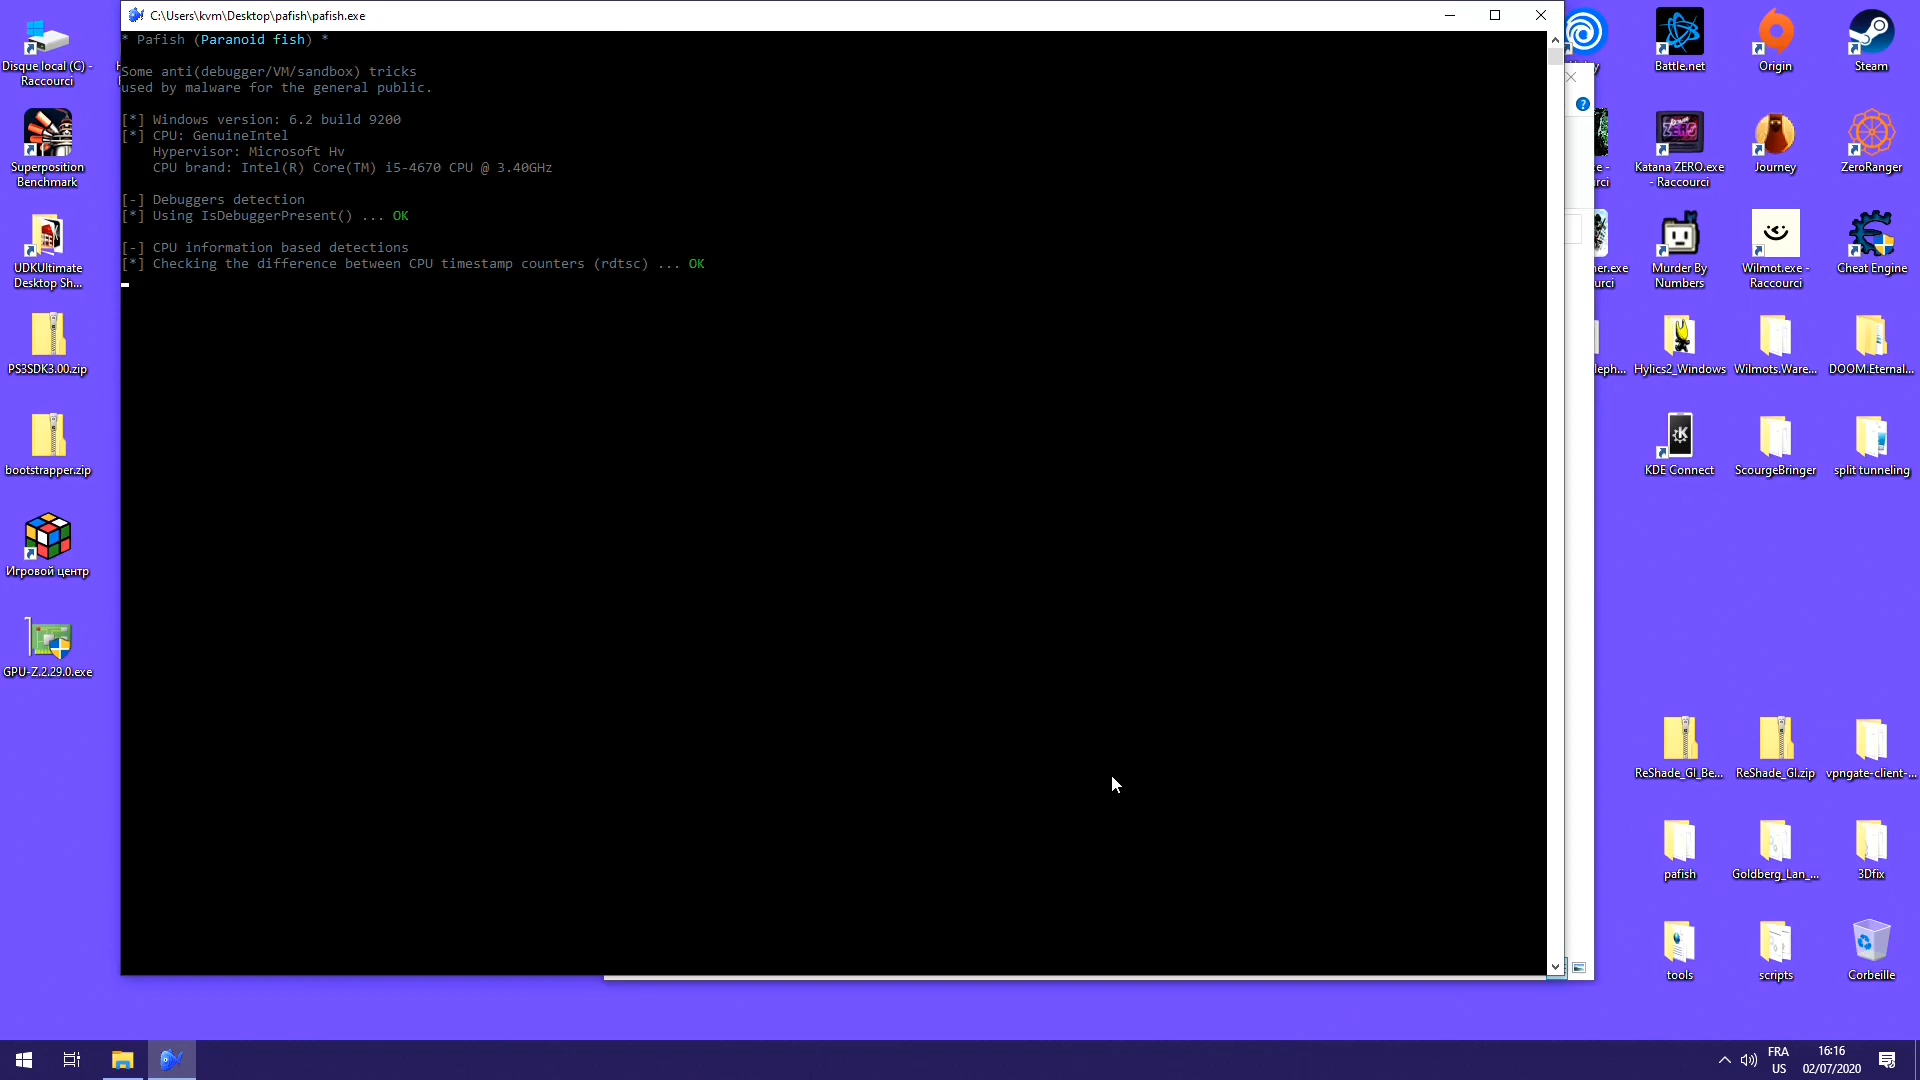 C:\Users\kvm\Desktop\pafish\pafish.exe
* Pafish (Paranoid fish) *
Some anti(debugger/VM/sandbox) tricks
used by malware for the general public.
[*] Windows version: 6.2 build 9200
[*] CPU: GenuineIntel
Hypervisor: Microsoft Hv
CPU brand: Intel(R) Core(TM) i5-4670 CPU @ 3.40GHz
[-] Debuggers detection
[*] Using IsDebuggerPresent() ... OK
[-] CPU information based detections
[*] Checking the difference between CPU timestamp counters (rdtsc) ... OK
Disque local (C) -
Raccourci
Superposition
Benchmark
UDKUltimate
Desktop Sh...
PS3SDK3.00.zip
bootstrapper.zip
Игровой центр
GPU-Z.2.29.0.exe
Battle.net
Origin
Steam
Katana ZERO.exe
- Raccourci
Journey
ZeroRanger
Murder By
Numbers
Wilmot.exe -
Raccourci
Cheat Engine
Hylics2_Windows
Wilmots.Ware...
DOOM.Eternal...
KDE Connect
ScourgeBringer
split tunneling
ReShade_GI_Be...
ReShade_GI.zip
vpngate-client-...
pafish
Goldberg_Lan_...
3Dfix
tools
scripts
Corbeille
FRA
US
16:16
02/07/2020